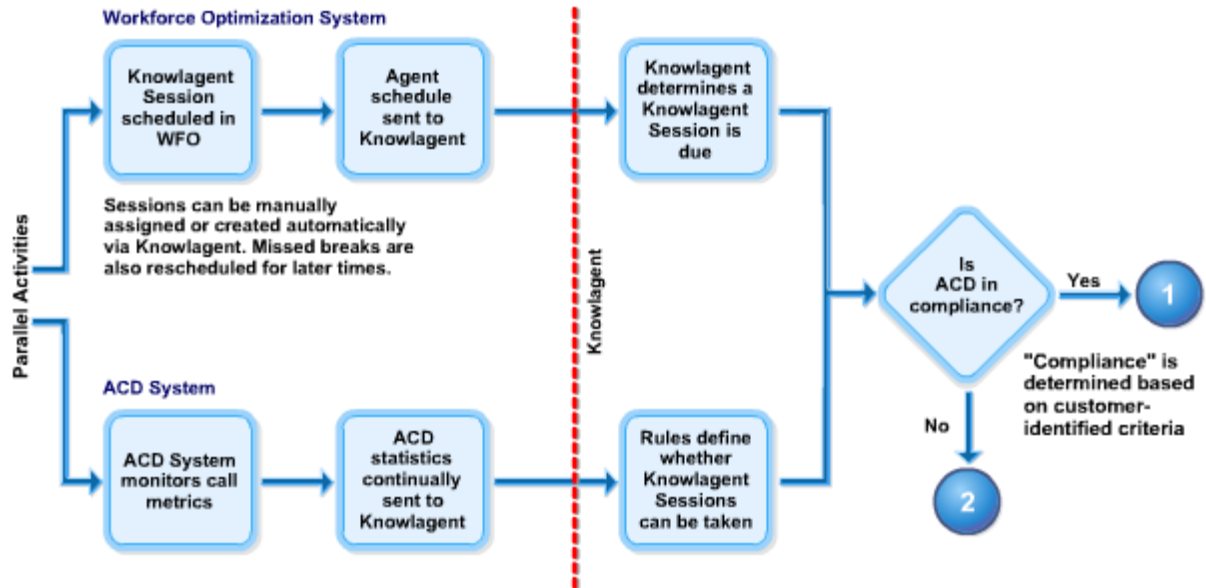 Workforce Optimization System
Knowlagent
Session
scheduled in
WFO
Agent
schedule
sent to
Knowlagent
Knowlagent
determines a
Knowlagent
Session is
due
Sessions can be manually
assigned or created automatically
via Knowlagent. Missed breaks are
also rescheduled for later times.
Parallel Activities
Knowlagent
Is
ACD in
compliance?
Yes
1
"Compliance" is
determined based
on customer-
identified criteria
No
2
ACD System
ACD System
monitors call
metrics
ACD
statistics
continually
sent to
Knowlagent
Rules define
whether
Knowlagent
Sessions
can be taken